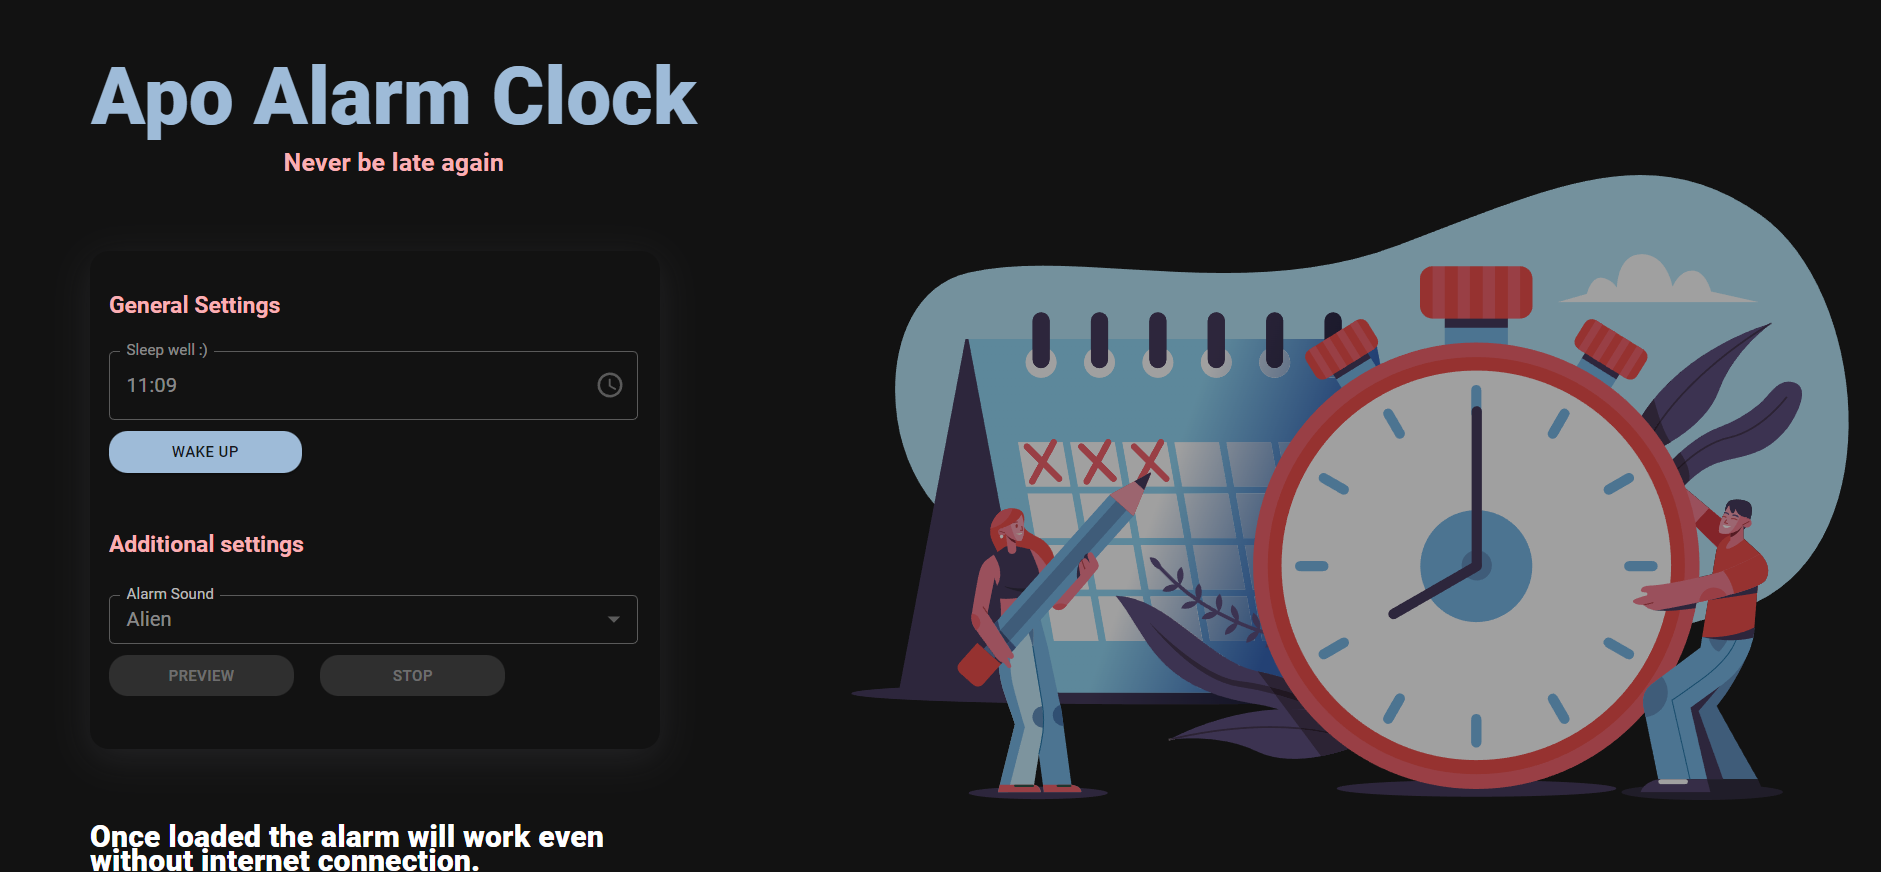 Apo Alarm Clock
Never be late again
General Settings
Sleep well :)
11:09
WAKE UP
Additional settings
Alarm Sound
Alien
PREVIEW STOP
Once loaded the alarm will work even
without internet connection.